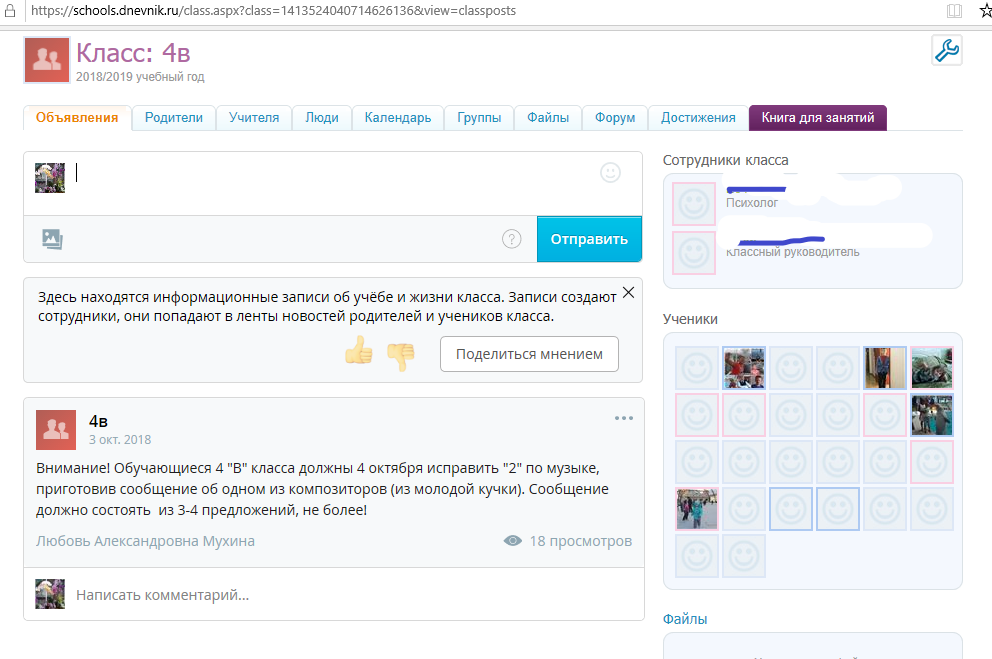 https://schools.dnevnik.ru/class.aspx?class=1413524040714626136&view=classposts
Класс: 4в
2018/2019 учебный год
Объявления Родители Учителя Люди Календарь Группы Файлы Форум Достижения Книга для занятий
Отправить
Здесь находятся информационные записи об учёбе и жизни класса. Записи создают
сотрудники, они попадают в ленты новостей родителей и учеников класса.
Поделиться мнением
4в
3 окт. 2018
Внимание! Обучающиеся 4 "В" класса должны 4 октября исправить "2" по музыке,
приготовив сообщение об одном из композиторов (из молодой кучки). Сообщение
должно состоять  из 3-4 предложений, не более!
Любовь Александровна Мухина
18 просмотров
Написать комментарий...
Сотрудники класса
Психолог
Классный руководитель
Ученики
Файлы